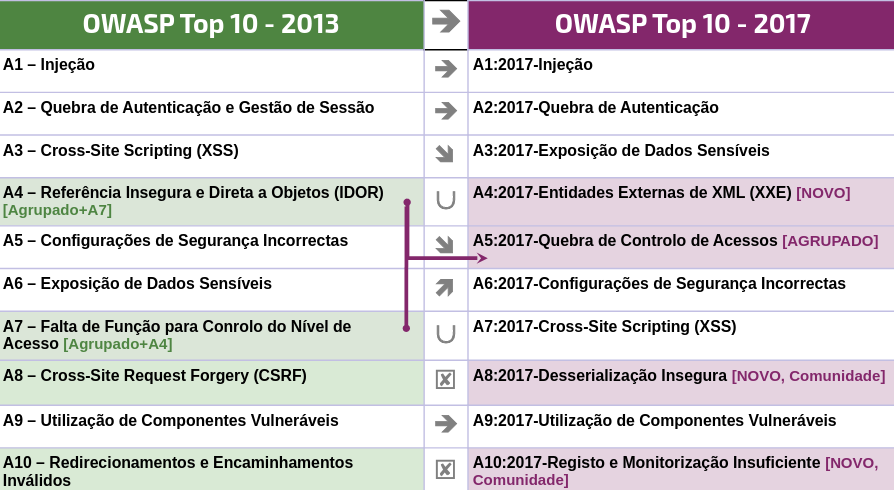 OWASP Top 10 - 2013
OWASP Top 10 - 2017
A1 – Injeção
A1:2017-Injeção
A2 – Quebra de Autenticação e Gestão de Sessão
A2:2017-Quebra de Autenticação
A3 – Cross-Site Scripting (XSS)
A3:2017-Exposição de Dados Sensíveis
A4 – Referência Insegura e Direta a Objetos (IDOR)
[Agrupado+A7]
A4:2017-Entidades Externas de XML (XXE) [NOVO]
A5 – Configurações de Segurança Incorrectas
A5:2017-Quebra de Controlo de Acessos [AGRUPADO]
A6 – Exposição de Dados Sensíveis
A6:2017-Configurações de Segurança Incorrectas
A7 – Falta de Função para Conrolo do Nível de
Acesso [Agrupado+A4]
A7:2017-Cross-Site Scripting (XSS)
A8 – Cross-Site Request Forgery (CSRF)
A8:2017-Desserialização Insegura [NOVO, Comunidade]
A9 – Utilização de Componentes Vulneráveis
A9:2017-Utilização de Componentes Vulneráveis
A10 – Redirecionamentos e Encaminhamentos
Inválidos
A10:2017-Registo e Monitorização Insuficiente [NOVO,
Comunidade]